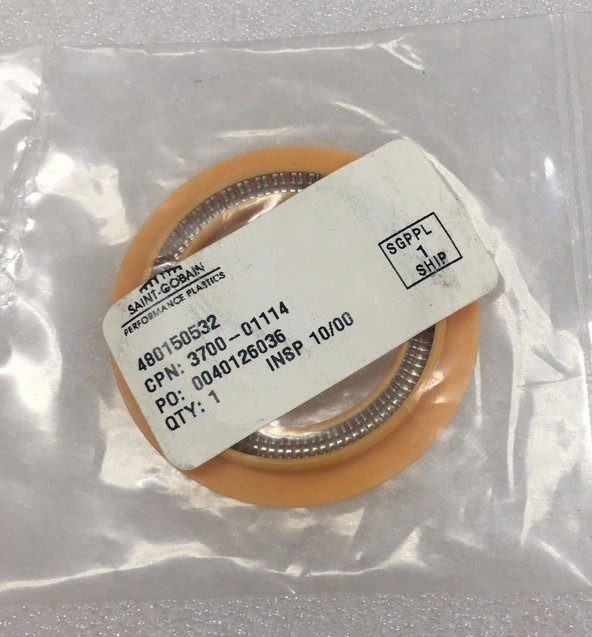 SAINT-GOBAIN
PERFORMANCE PLASTICS
480150532
CPN: 3700-01114
PO: 0040126036
QTY: 1 INSP 10/00
SGPPL
1
SHIP